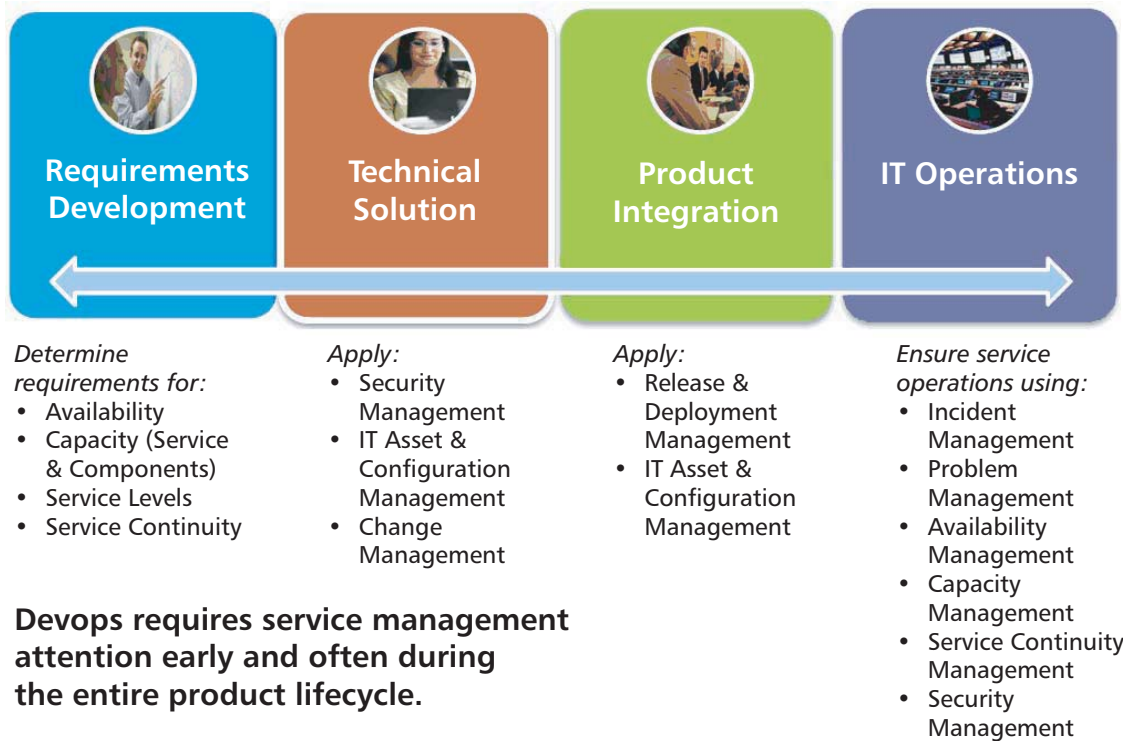 Requirements
Development
Technical
Solution
Product
Integration
IT Operations
Determine
requirements for:
• Availability
• Capacity (Service
& Components)
• Service Levels
• Service Continuity
Apply:
• Security
Management
• IT Asset &
Configuration
Management
• Change
Management
Apply:
• Release &
Deployment
Management
• IT Asset &
Configuration
Management
Ensure service
operations using:
• Incident
Management
• Problem
Management
• Availability
Management
• Capacity
Management
• Service Continuity
Management
• Security
Management
Devops requires service management
attention early and often during
the entire product lifecycle.